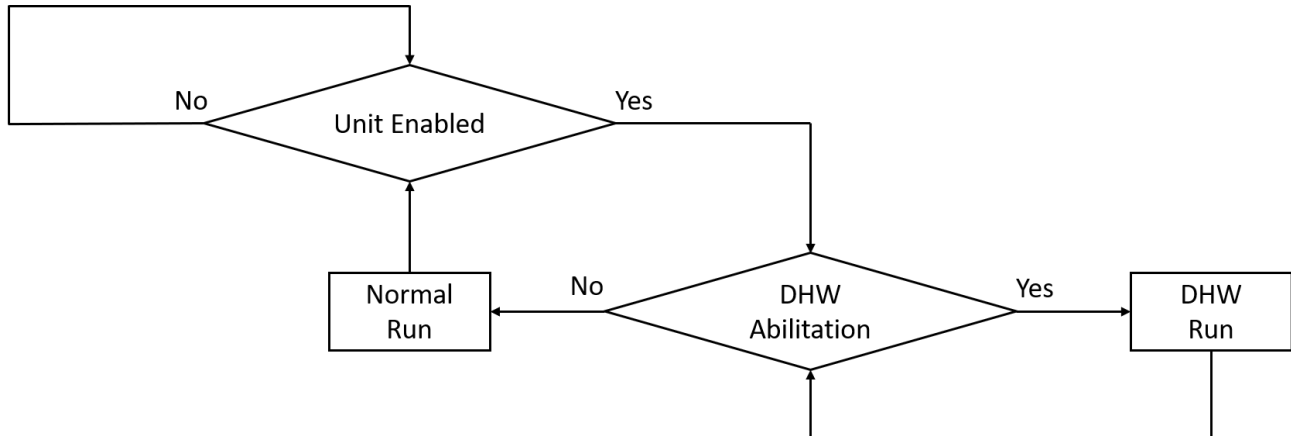 No
Yes
Unit Enabled
Normal
Run
No
DHW
Abilitation
Yes
DHW
Run